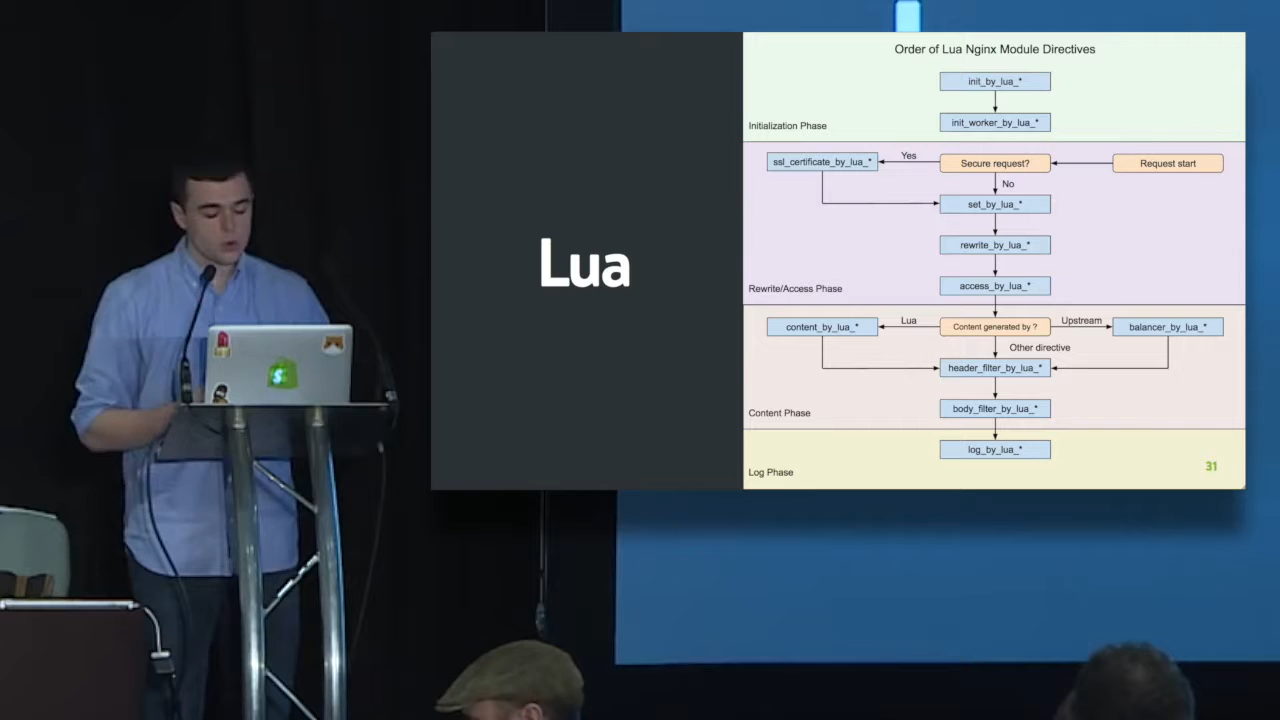 Lua
Order of Lua Nginx Module Directives
init_by_lua_*
init_worker_by_lua_*
Initialization Phase
ssl_certificate_by_lua_*
Yes
Secure request?
Request start
No
set_by_lua_*
rewrite_by_lua_*
access_by_lua_*
Rewrite/Access Phase
content_by_lua_*
Lua
Content generated by ?
Upstream
balancer_by_lua_*
Other directive
header_filter_by_lua_*
body_filter_by_lua_*
Content Phase
log_by_lua_*
Log Phase
31